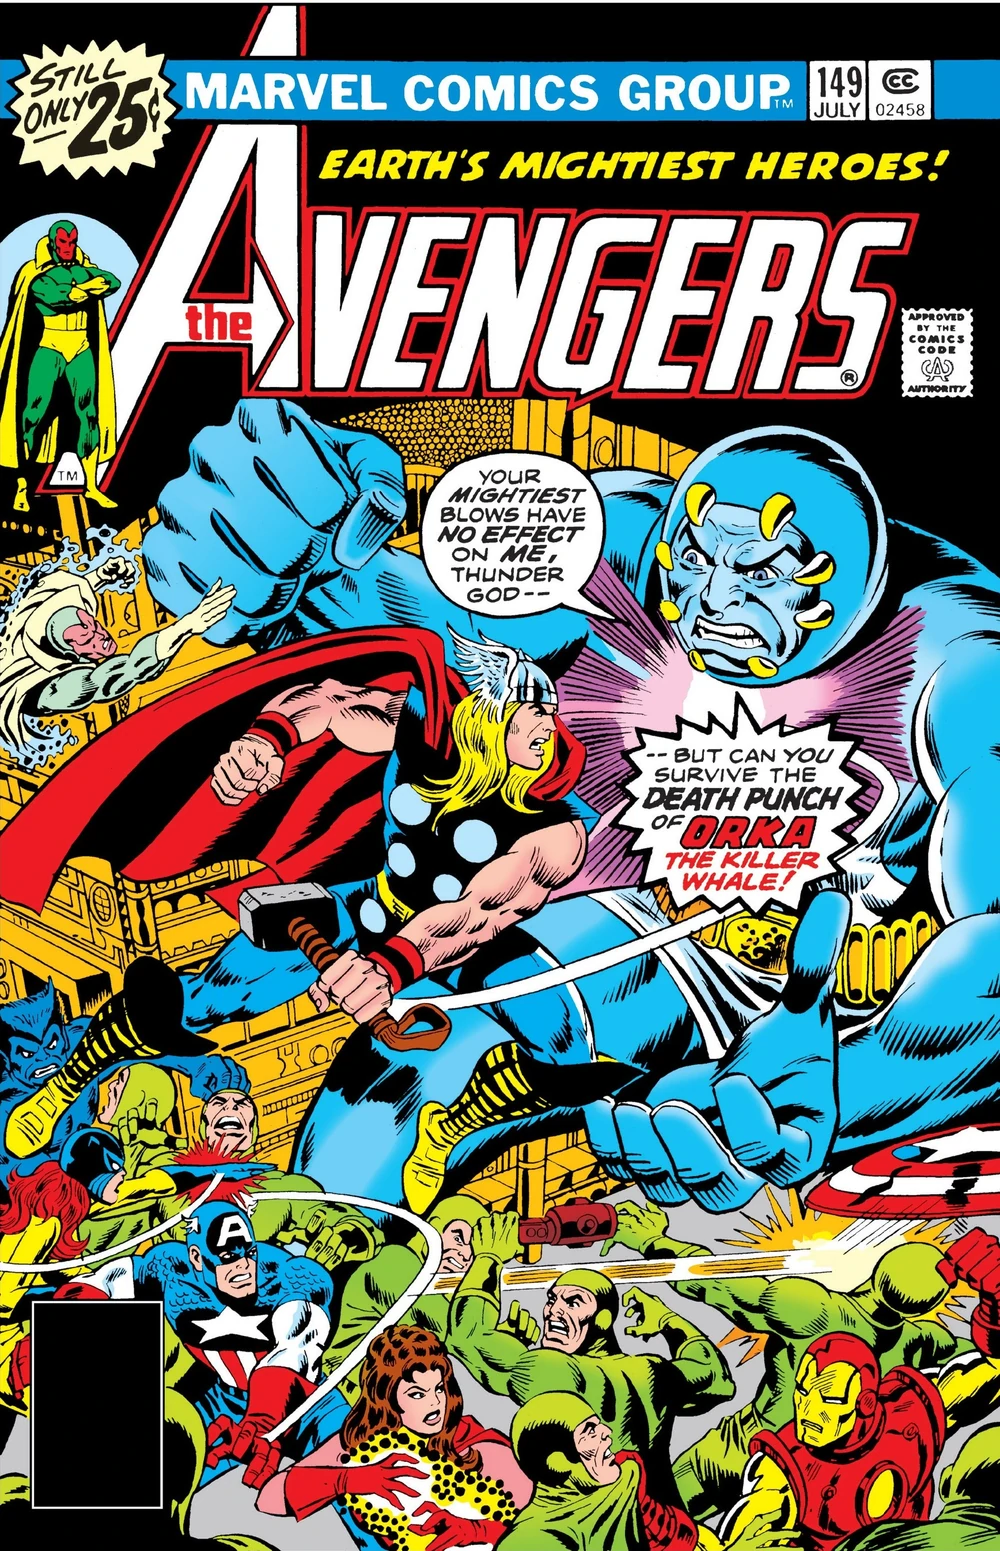 STILL
ONLY 25¢
MARVEL COMICS GROUP™
149
JULY
CC
02458
EARTH'S MIGHTIEST HEROES!
the AVENGERS®
APPROVED
BY THE
COMICS
CODE
CA
AUTHORITY
TM
YOUR
MIGHTIEST
BLOWS HAVE
NO EFFECT
ON ME,
THUNDER
GOD--
-- BUT CAN YOU
SURVIVE THE
DEATH PUNCH
OF ORKA
THE KILLER
WHALE!
A